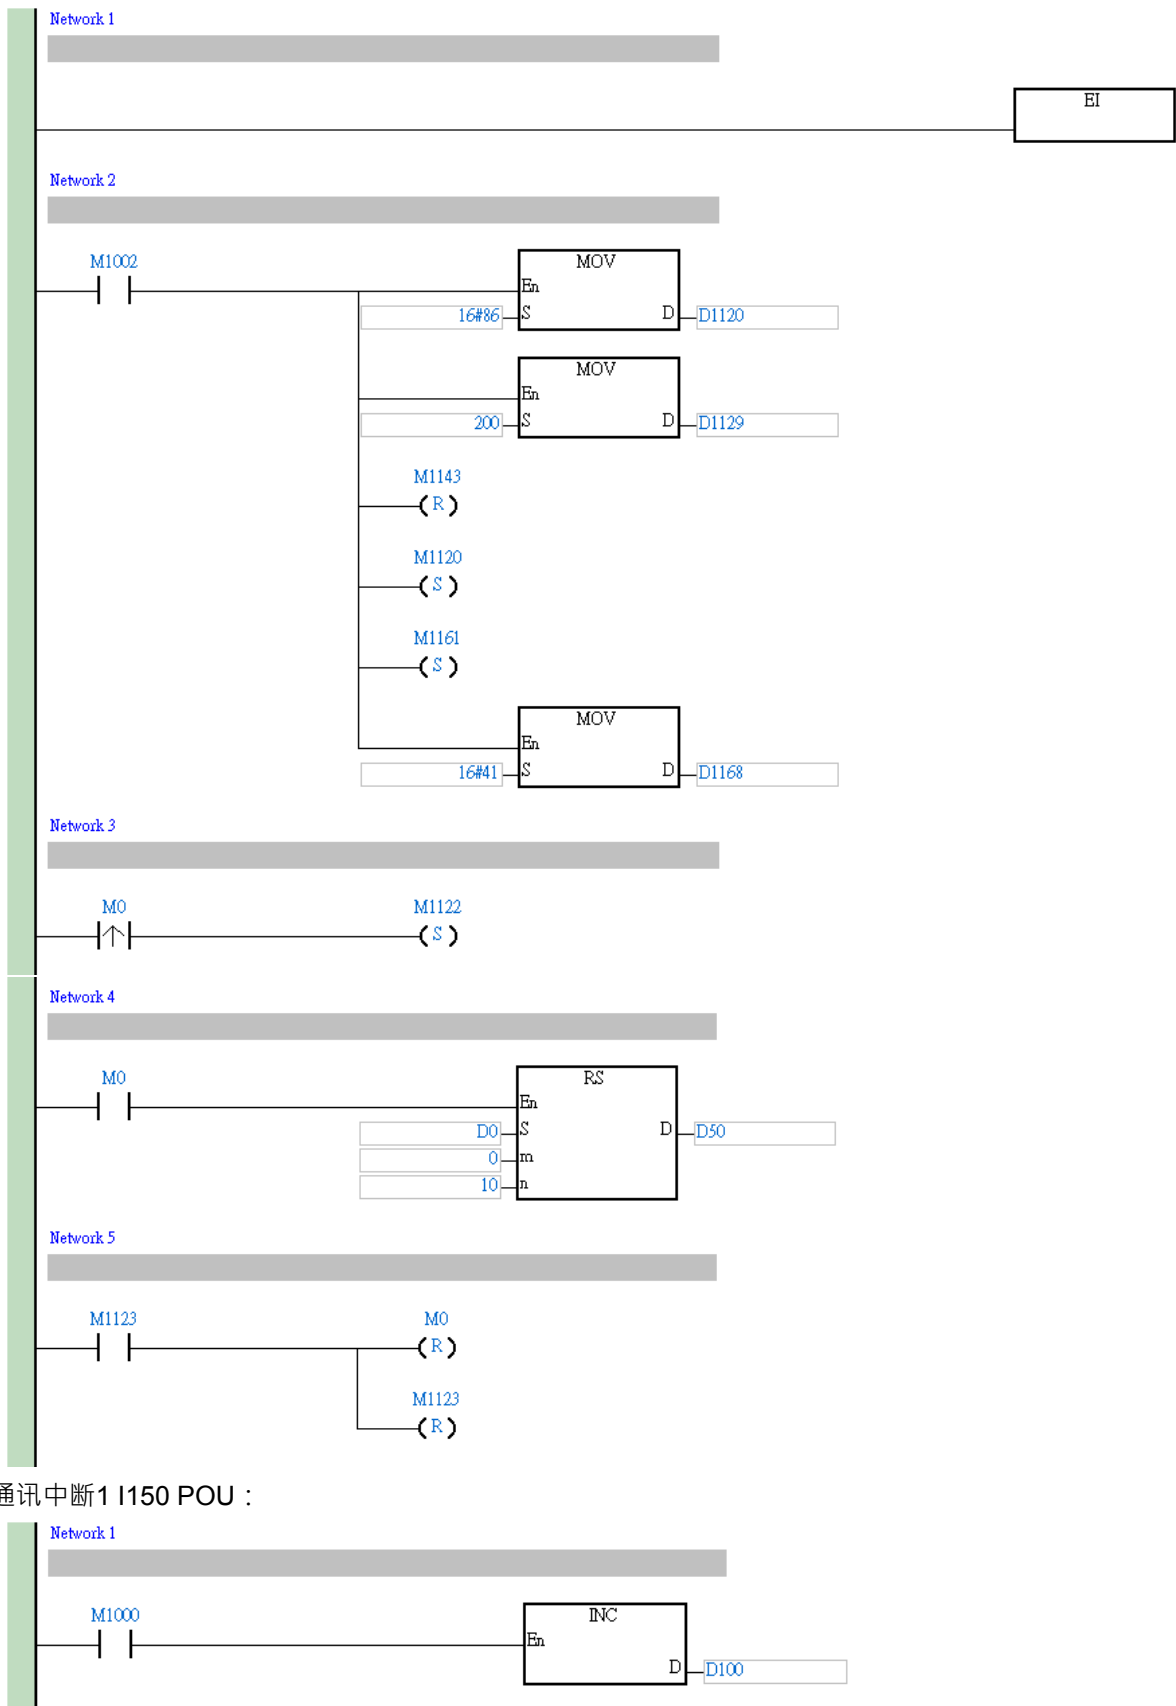 Network 1
EI
Network 2
M1002
MOV
En
16#86 S D D1120
MOV
En
200 S D D1129
M1143
R
M1120
S
M1161
S
MOV
En
16#41 S D D1168
Network 3
M0 M1122
S
Network 4
M0
RS
En
D0 S D D50
0 m
10 n
Network 5
M1123 M0
R
M1123
R
通讯中断1 I150 POU：
Network 1
M1000
INC
En
D D100